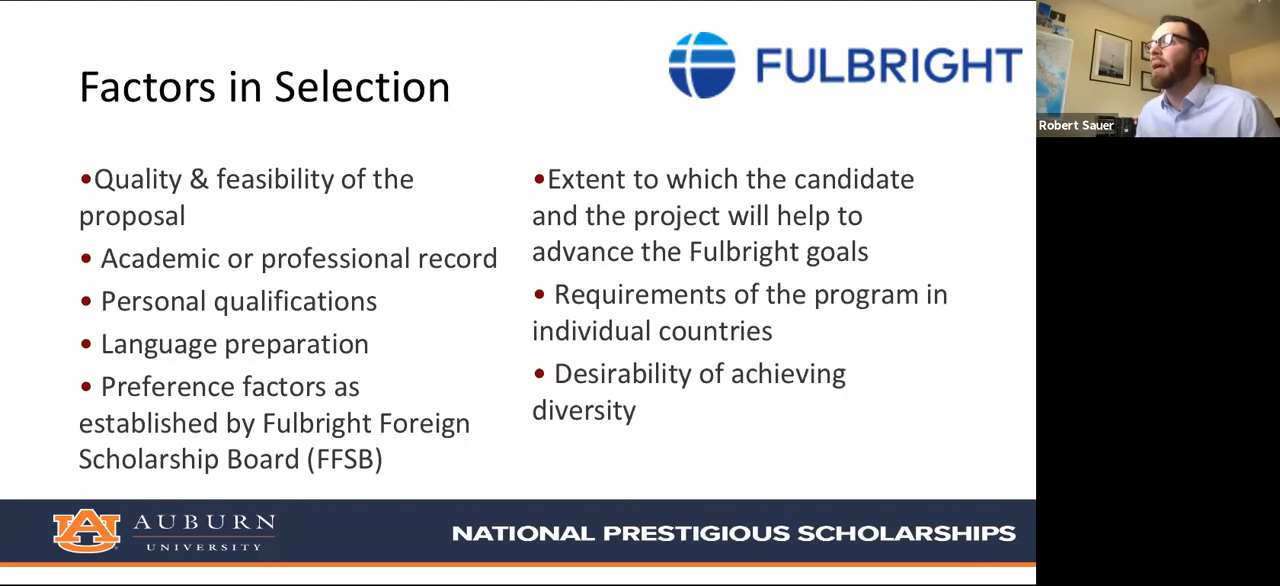 Factors in Selection
FULBRIGHT
•Quality & feasibility of the
proposal
• Academic or professional record
• Personal qualifications
• Language preparation
• Preference factors as
established by Fulbright Foreign
Scholarship Board (FFSB)
•Extent to which the candidate
and the project will help to
advance the Fulbright goals
• Requirements of the program in
individual countries
• Desirability of achieving
diversity
AU
AUBURN
UNIVERSITY
NATIONAL PRESTIGIOUS SCHOLARSHIPS
Robert Sauer